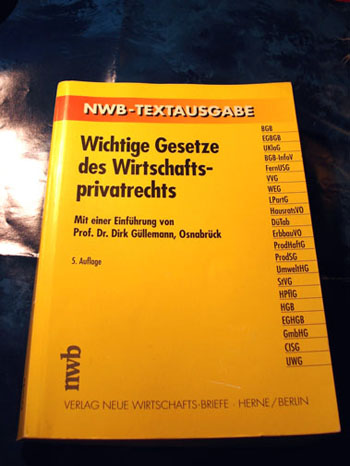 NWB-TEXTAUSGABE
Wichtige Gesetze
des Wirtschafts-
privatrechts
Mit einer Einführung von
Prof. Dr. Dirk Güllemann, Osnabrück
5. Auflage
BGB
EGBGB
UKlaG
BGB-InfoV
FernUSG
VVG
WEG
LPartG
HausratsVO
DüTab
ErbbauVO
ProdHaftG
ProdSG
UmweltHG
StVG
HPflG
HGB
EGHGB
GmbHG
CISG
UWG
nwb
VERLAG NEUE WIRTSCHAFTS-BRIEFE · HERNE/BERLIN